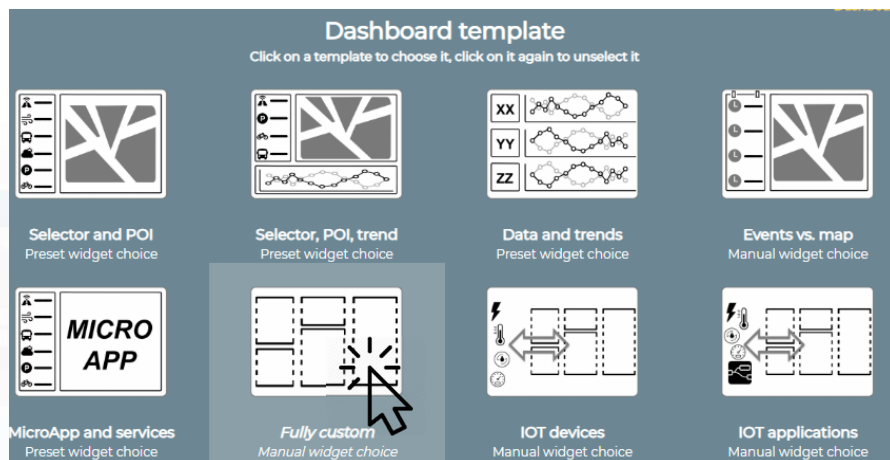 Dashboard template
Click on a template to choose it, click on it again to unselect it
XX
YY
ZZ
Selector and POI
Preset widget choice
Selector, POI, trend
Preset widget choice
Data and trends
Preset widget choice
Events vs. map
Manual widget choice
MICRO
APP
MicroApp and services
Preset widget choice
Fully custom
Manual widget choice
IOT devices
Manual widget choice
IOT applications
Manual widget choice